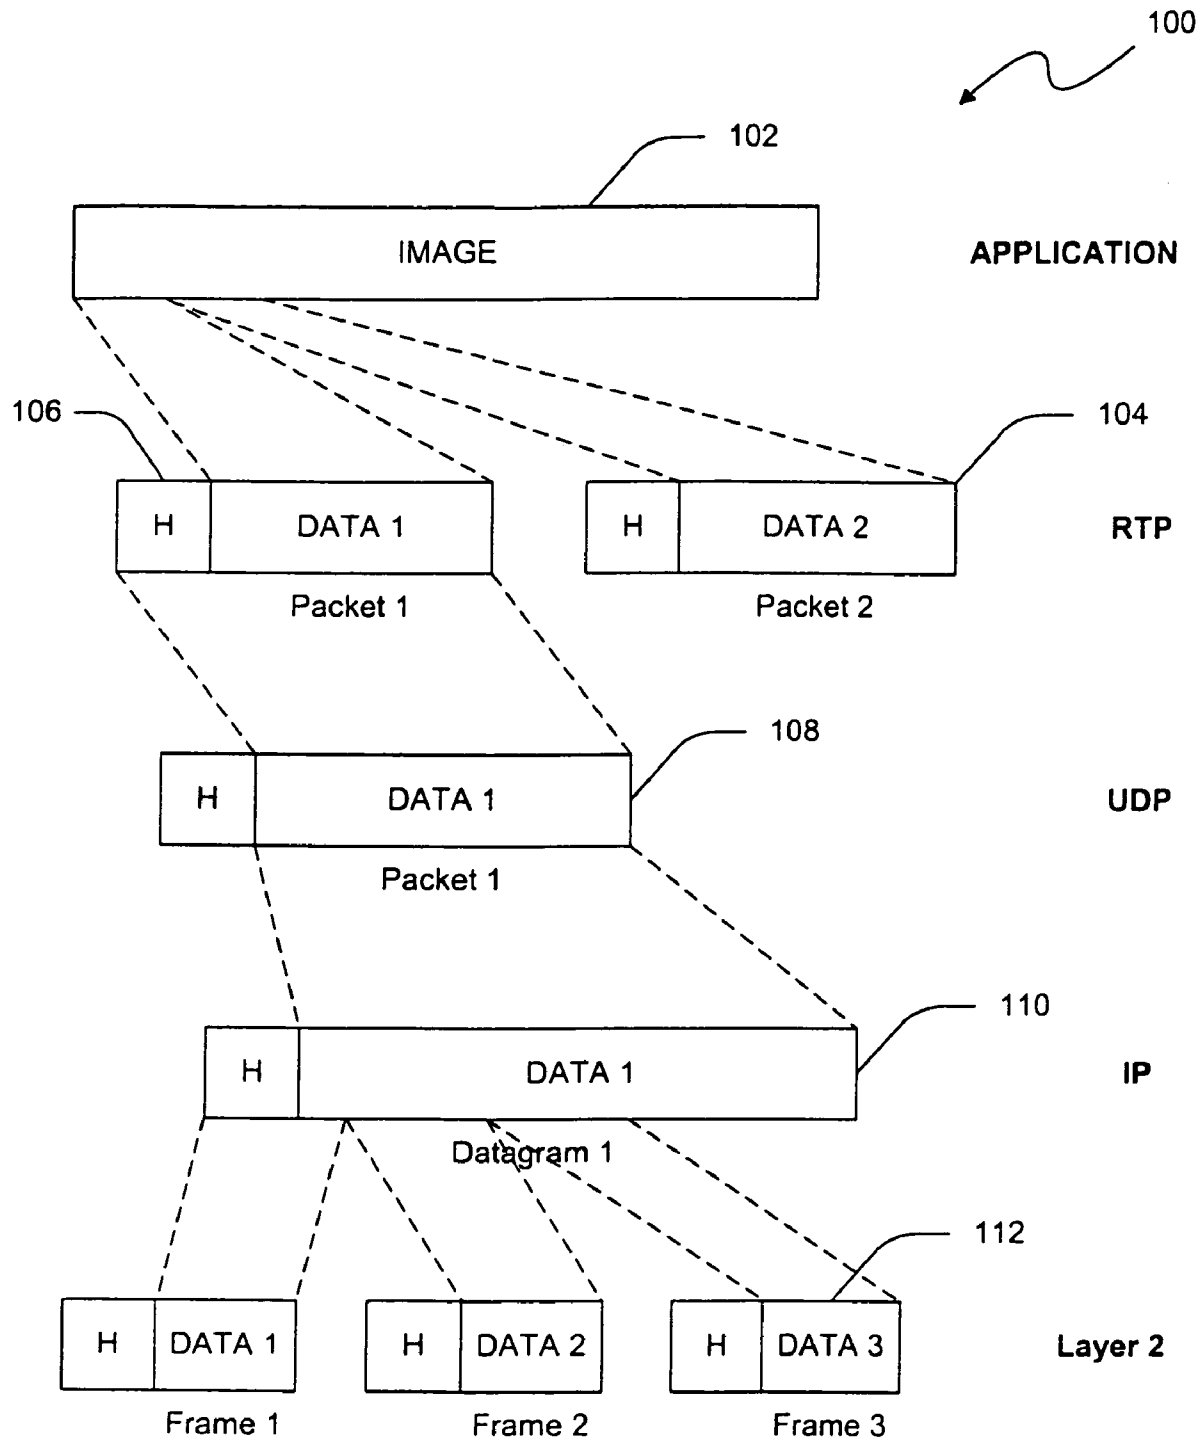 100
102
IMAGE
APPLICATION
106
104
H DATA 1 H DATA 2
RTP
Packet 1 Packet 2
108
H DATA 1
UDP
Packet 1
110
H DATA 1
IP
Datagram 1
112
H DATA 1 H DATA 2 H DATA 3
Layer 2
Frame 1 Frame 2 Frame 3